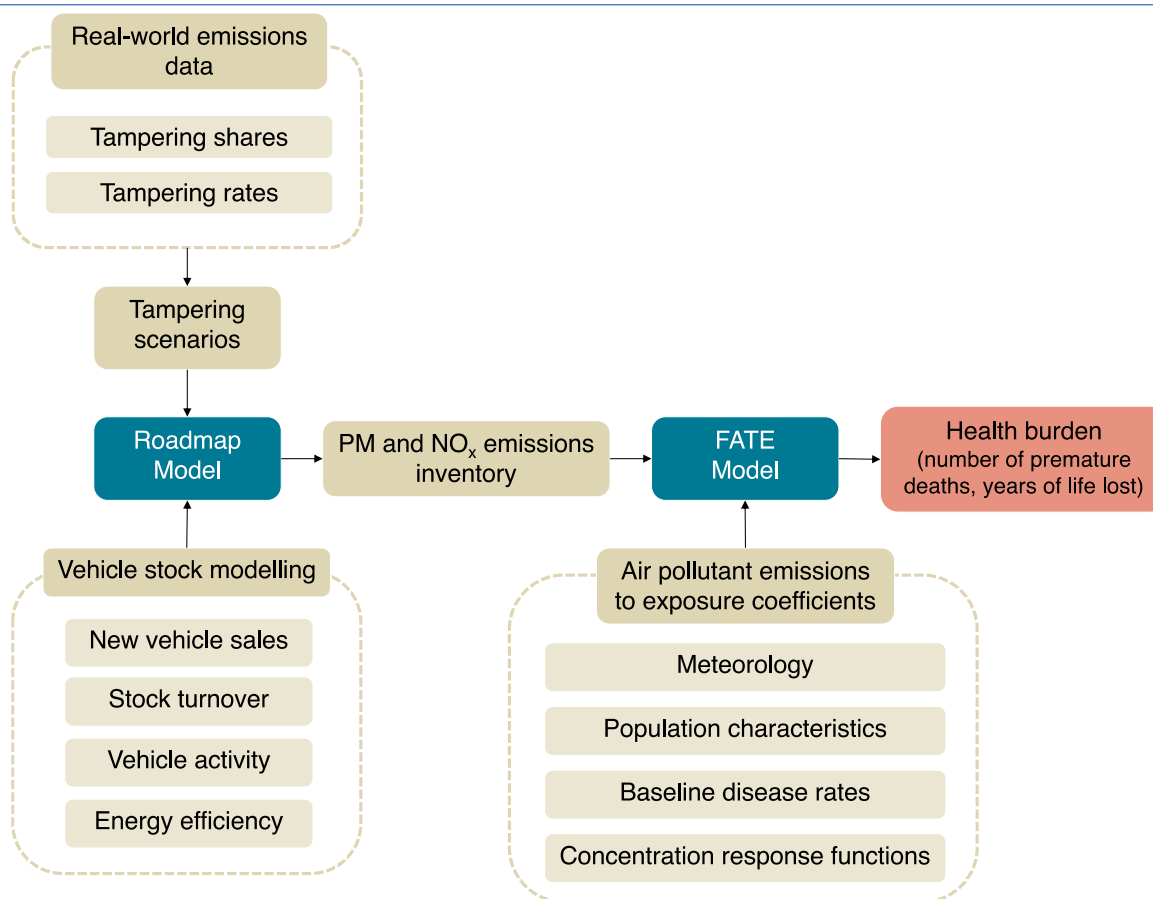 Real-world emissions
data
Tampering shares
Tampering rates
Tampering
scenarios
Roadmap
Model
PM and NOₓ emissions
inventory
FATE
Model
Health burden
(number of premature
deaths, years of life lost)
Vehicle stock modelling
New vehicle sales
Stock turnover
Vehicle activity
Energy efficiency
Air pollutant emissions
to exposure coefficients
Meteorology
Population characteristics
Baseline disease rates
Concentration response functions